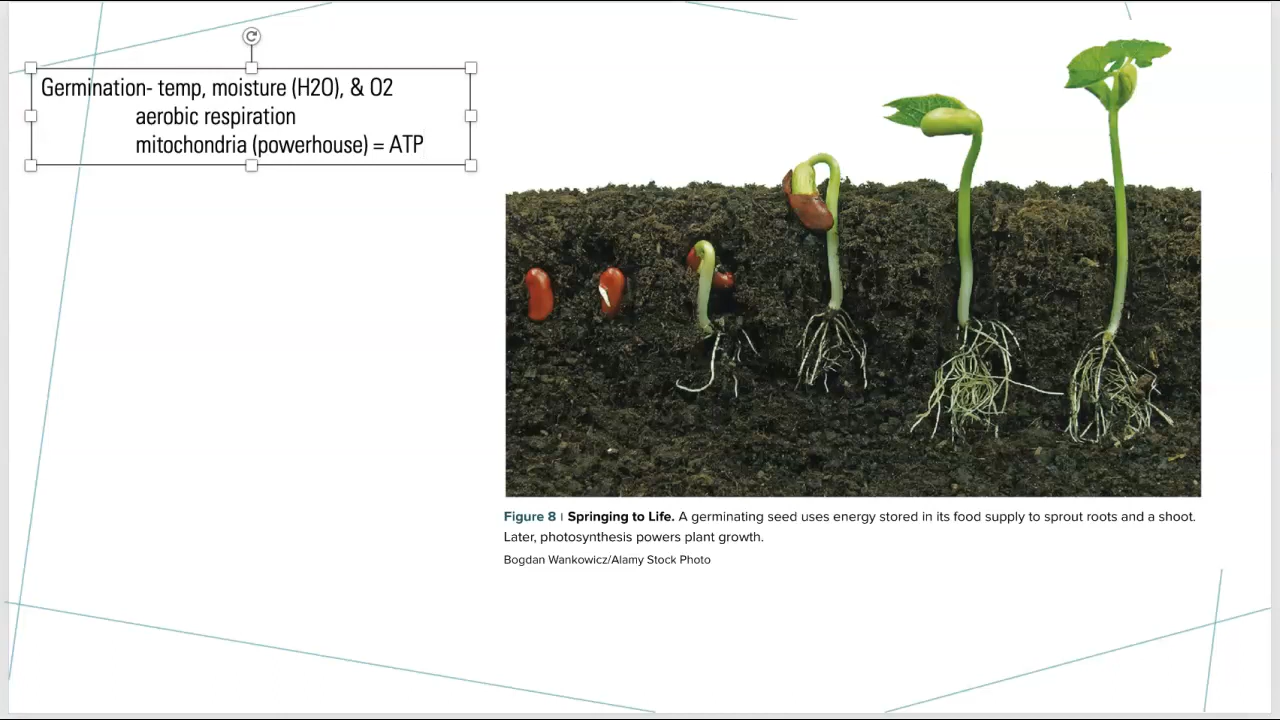 Germination- temp, moisture (H2O), & O2
aerobic respiration
mitochondria (powerhouse) = ATP
Figure 8 | Springing to Life. A germinating seed uses energy stored in its food supply to sprout roots and a shoot.
Later, photosynthesis powers plant growth.
Bogdan Wankowicz/Alamy Stock Photo